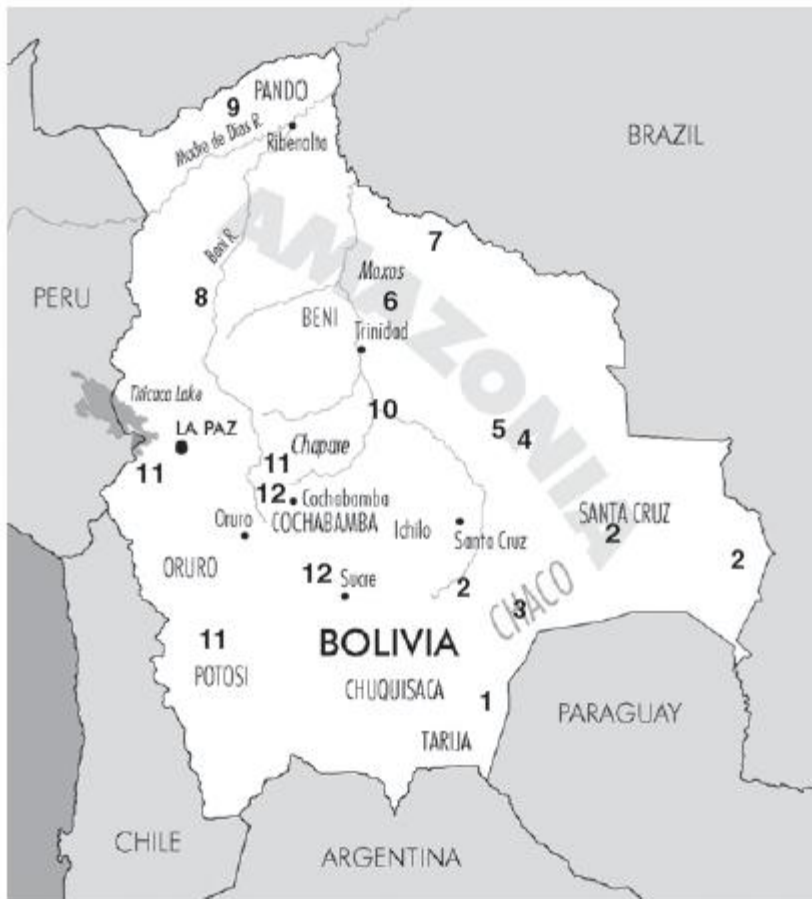 9 PANDO
Madre de Dias R.
Riberalta
BRAZIL
AMAZONIA
7
Beni R.
Moxos
PERU
8
6
BENI
Trinidad
Titicaca Lake
10
LA PAZ
5 4
11
Chapare
11
12 Cochabamba
COCHABAMBA
Oruro
Ichilo
Santa Cruz
SANTA CRUZ
2
2
ORURO
12 Sucre
2
CHACO
3
11
BOLIVIA
POTOSI
CHUQUISACA
1
PARAGUAY
TARIJA
CHILE
ARGENTINA